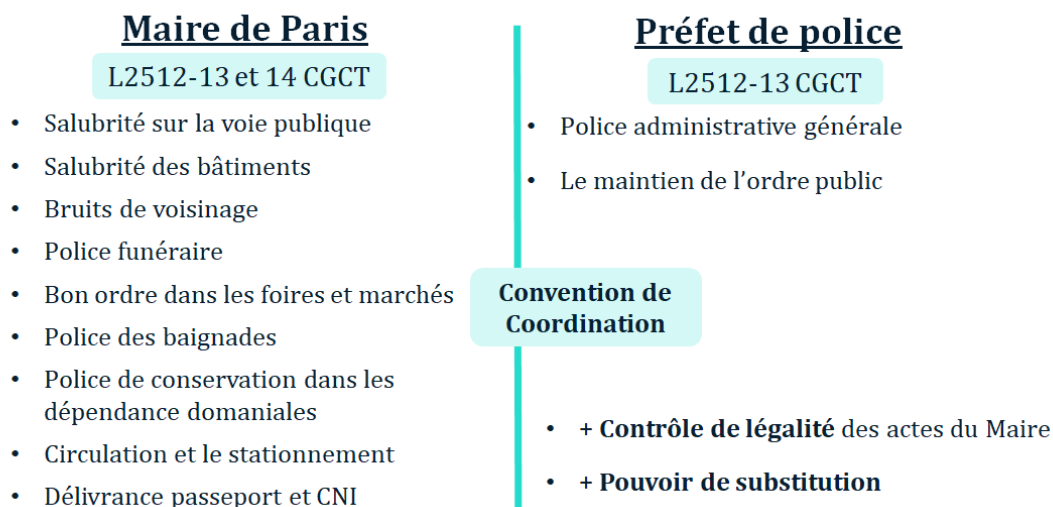 Maire de Paris
L2512-13 et 14 CGCT
• Salubrité sur la voie publique
• Salubrité des bâtiments
• Bruits de voisinage
• Police funéraire
• Bon ordre dans les foires et marchés
• Police des baignades
• Police de conservation dans les
dépendance domaniales
• Circulation et le stationnement
• Délivrance passeport et CNI
Convention de
Coordination
Préfet de police
L2512-13 CGCT
• Police administrative générale
• Le maintien de l’ordre public
• + Contrôle de légalité des actes du Maire
• + Pouvoir de substitution